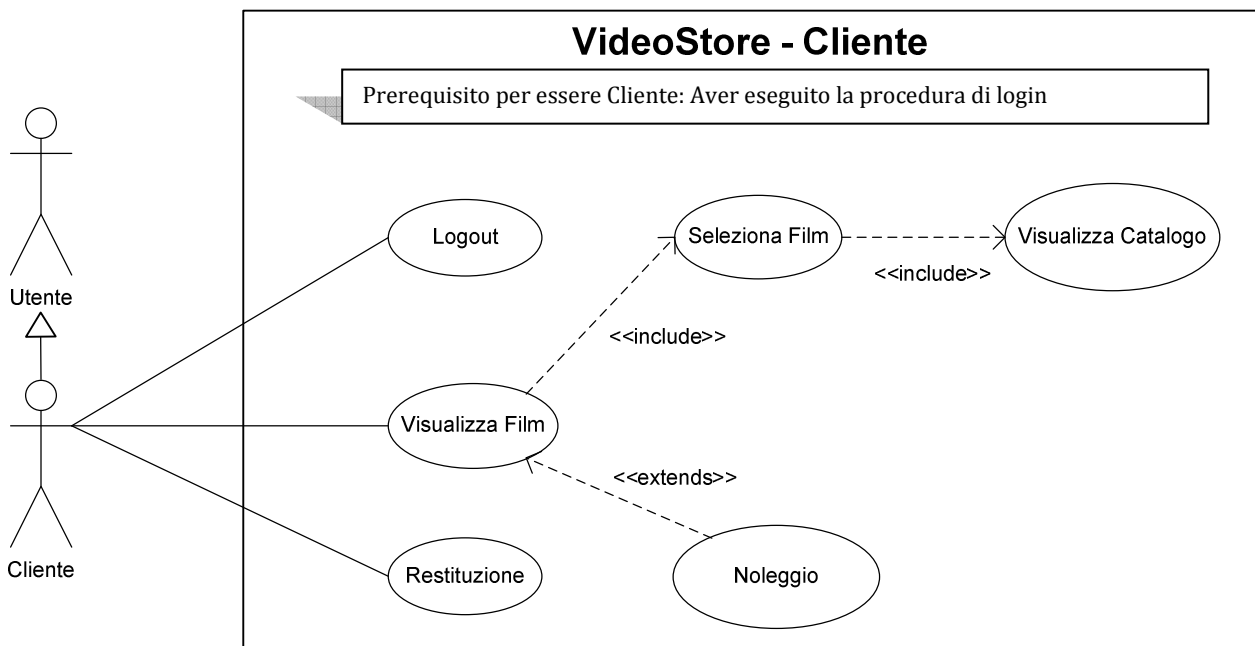 VideoStore - Cliente
Prerequisito per essere Cliente: Aver eseguito la procedura di login
Utente
Cliente
Logout
Seleziona Film
Visualizza Catalogo
<<include>>
<<include>>
Visualizza Film
<<extends>>
Restituzione
Noleggio